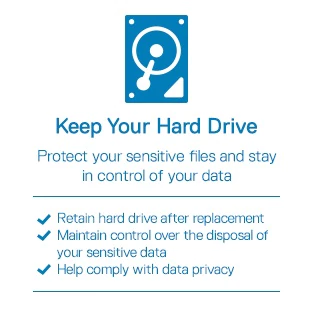 Keep Your Hard Drive
Protect your sensitive files and stay
in control of your data
Retain hard drive after replacement
Maintain control over the disposal of
your sensitive data
Help comply with data privacy